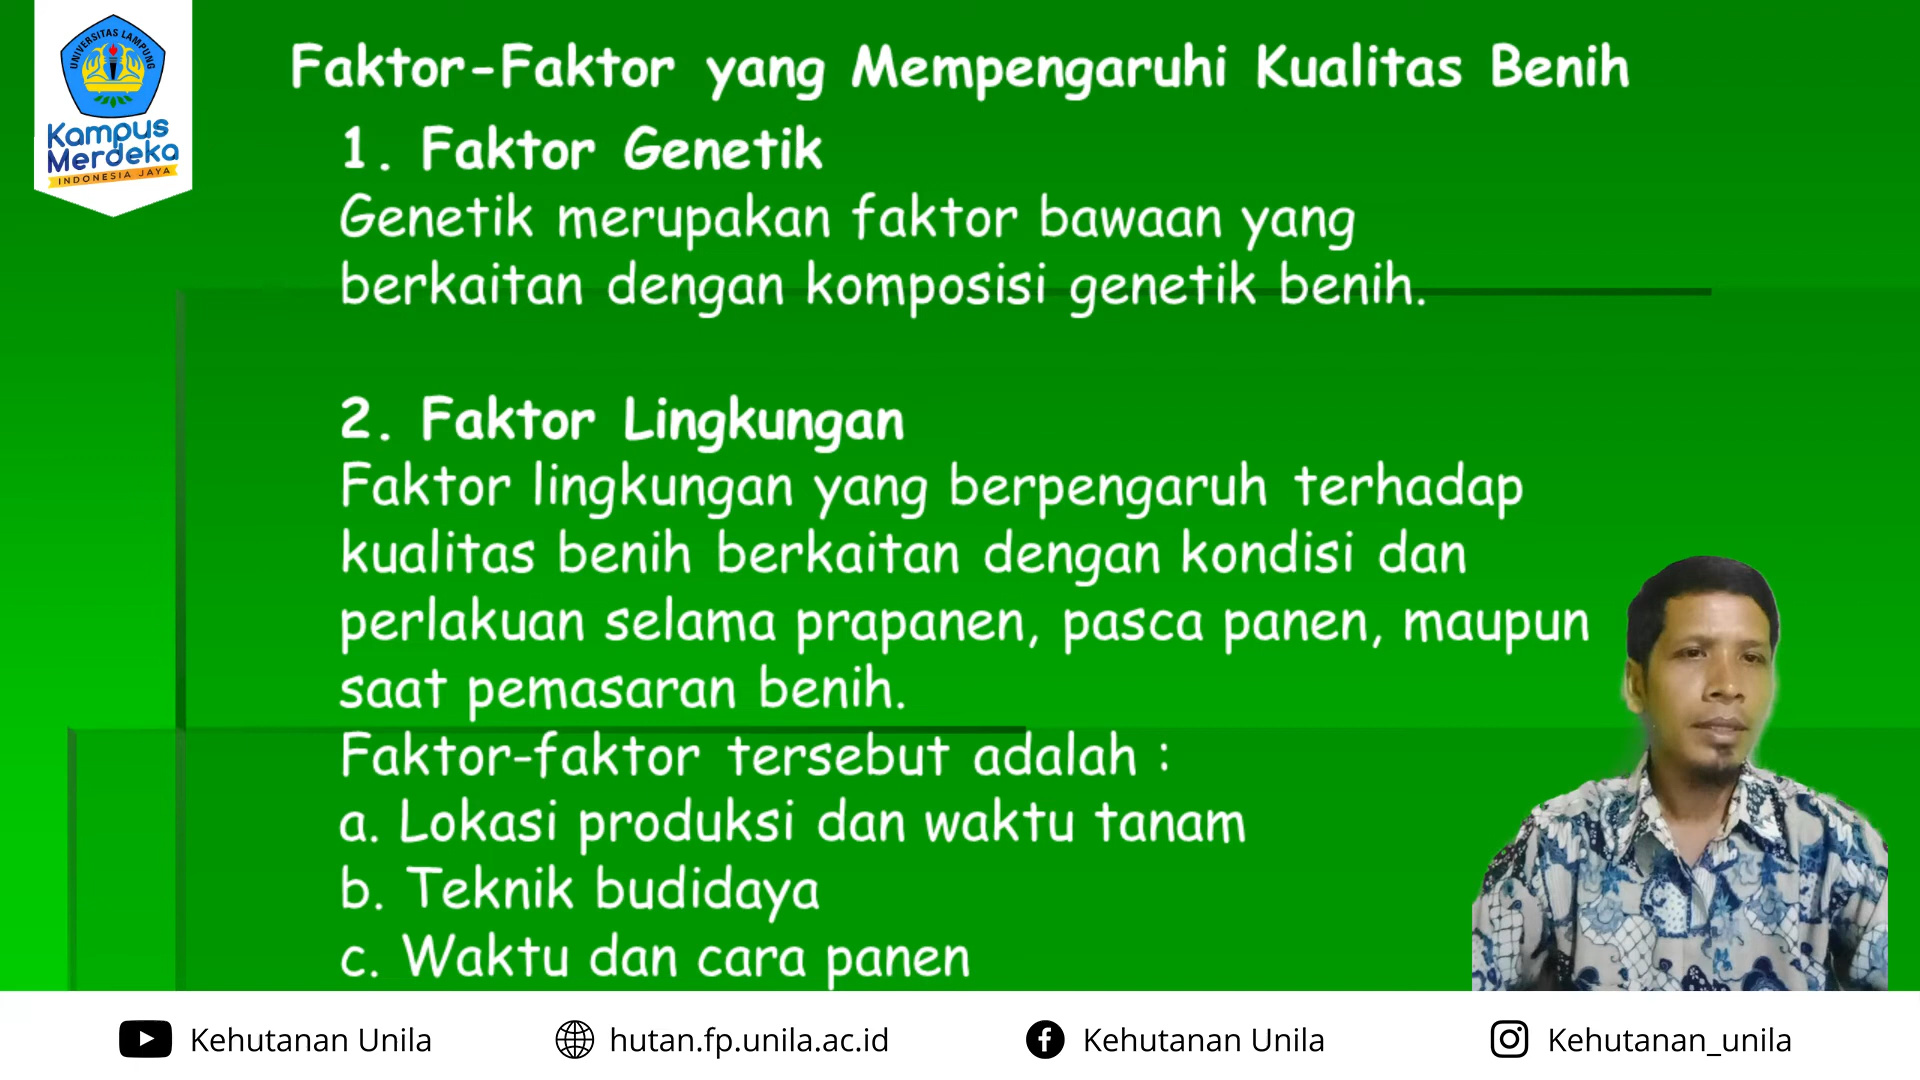 UNIVERSITAS LAMPUNG
Kampus
Merdeka
INDONESIA JAYA
Faktor-Faktor yang Mempengaruhi Kualitas Benih
1. Faktor Genetik
Genetik merupakan faktor bawaan yang
berkaitan dengan komposisi genetik benih.
2. Faktor Lingkungan
Faktor lingkungan yang berpengaruh terhadap
kualitas benih berkaitan dengan kondisi dan
perlakuan selama prapanen, pasca panen, maupun
saat pemasaran benih.
Faktor-faktor tersebut adalah :
a. Lokasi produksi dan waktu tanam
b. Teknik budidaya
c. Waktu dan cara panen
Kehutanan Unila
hutan.fp.unila.ac.id
Kehutanan Unila
Kehutanan_unila